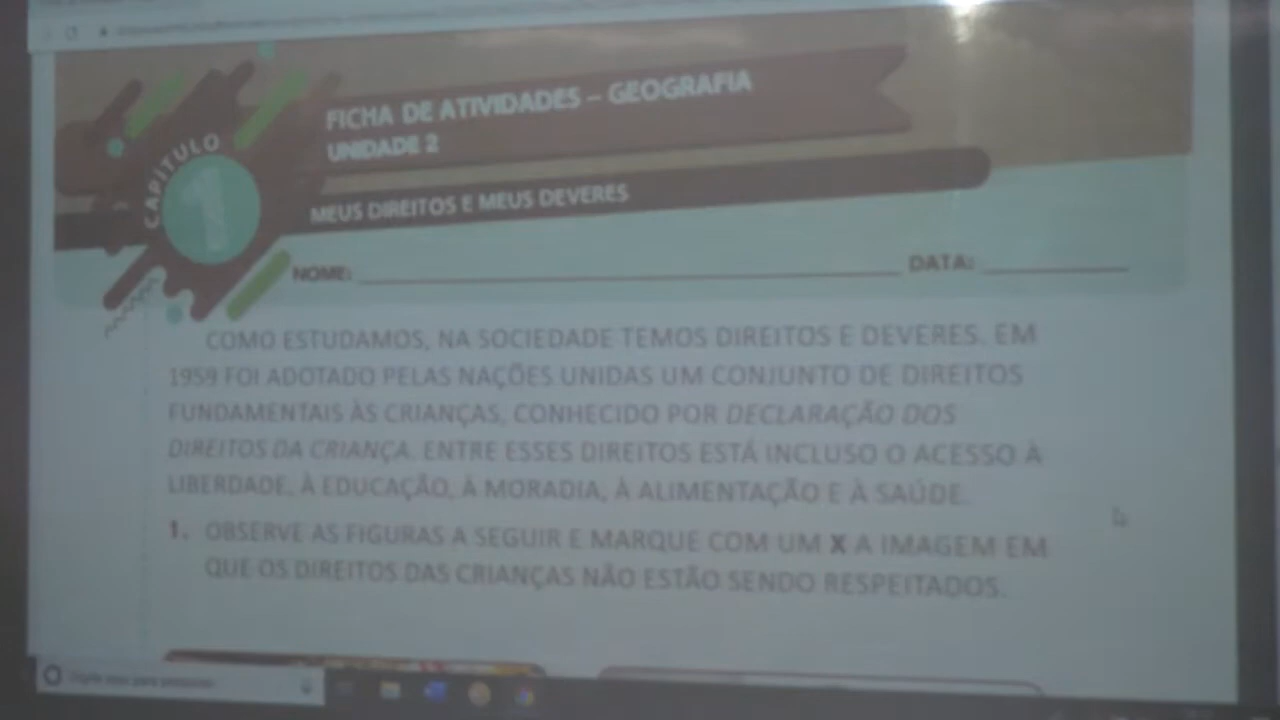 FICHA DE ATIVIDADES – GEOGRAFIA
UNIDADE 2
CAPÍTULO
1
MEUS DIREITOS E MEUS DEVERES
NOME: DATA:
COMO ESTUDAMOS, NA SOCIEDADE TEMOS DIREITOS E DEVERES. EM
1959 FOI ADOTADO PELAS NAÇÕES UNIDAS UM CONJUNTO DE DIREITOS
FUNDAMENTAIS ÀS CRIANÇAS, CONHECIDO POR DECLARAÇÃO DOS
DIREITOS DA CRIANÇA. ENTRE ESSES DIREITOS ESTÁ INCLUSO O ACESSO À
LIBERDADE, À EDUCAÇÃO, À MORADIA, À ALIMENTAÇÃO E À SAÚDE.
1. OBSERVE AS FIGURAS A SEGUIR E MARQUE COM UM X A IMAGEM EM
QUE OS DIREITOS DAS CRIANÇAS NÃO ESTÃO SENDO RESPEITADOS.